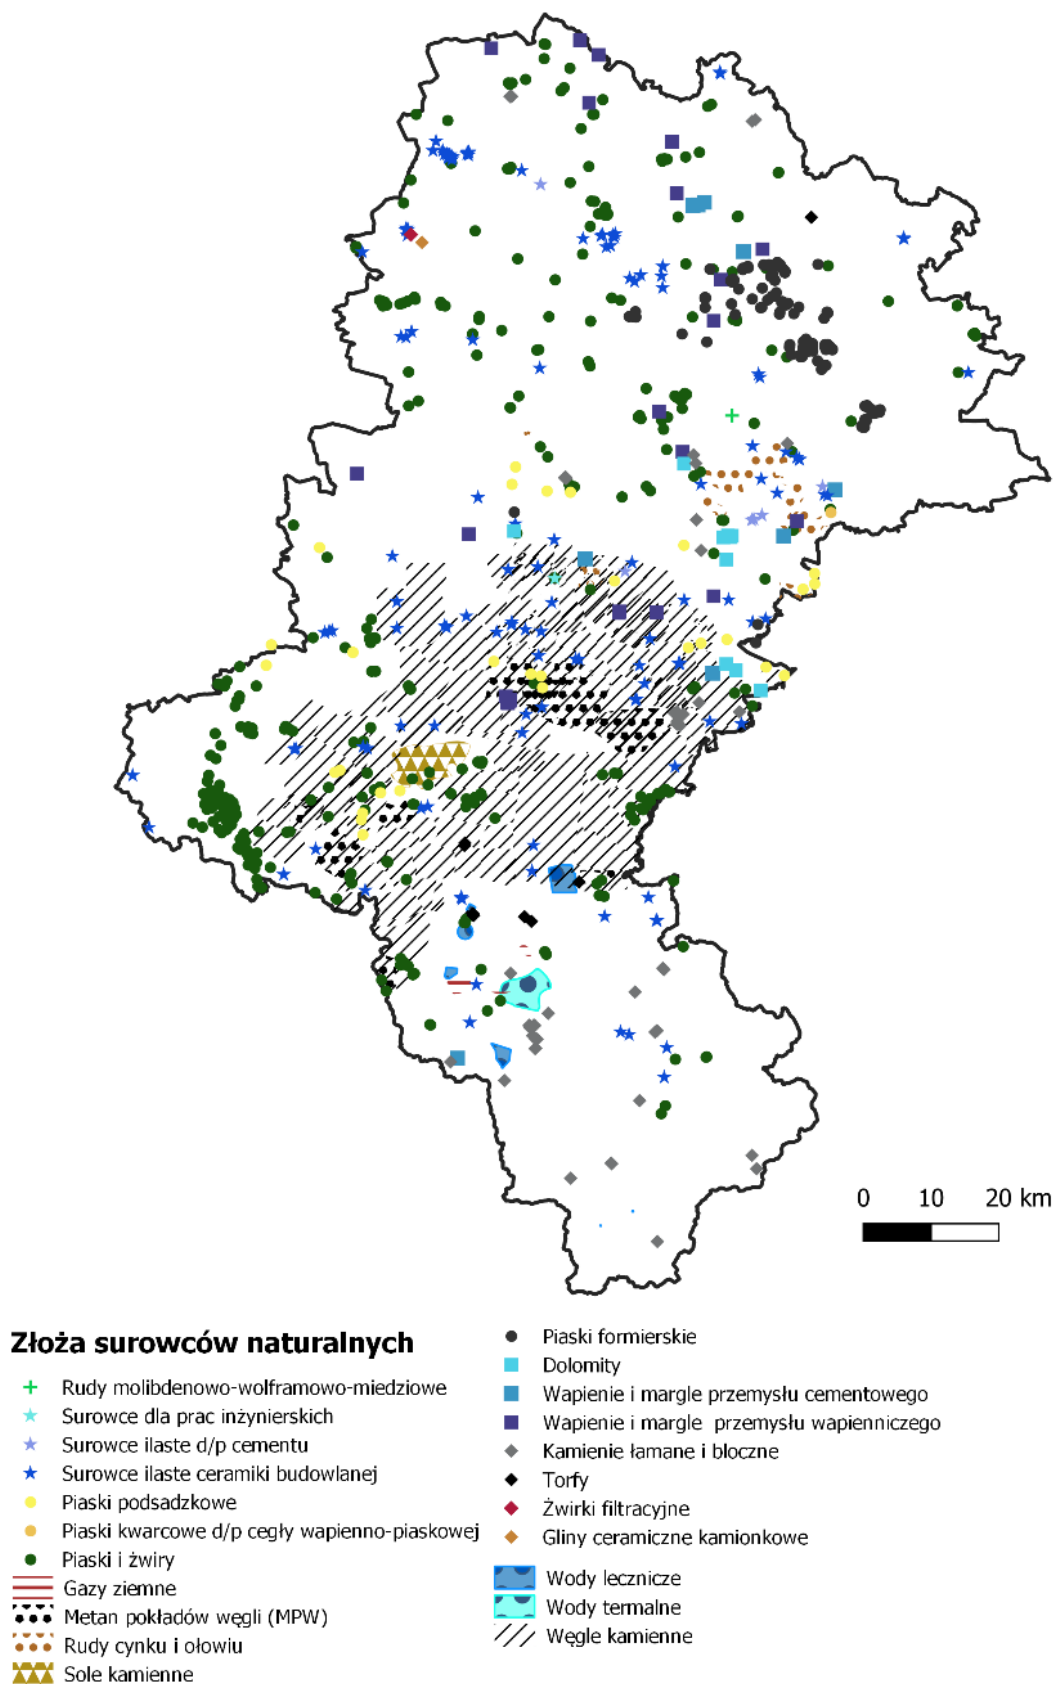 0 10 20 km
Złoża surowców naturalnych
Rudy molibdenowo-wolframowo-miedziowe
Surowce dla prac inżynierskich
Surowce ilaste d/p cementu
Surowce ilaste ceramiki budowlanej
Piaski podsadzkowe
Piaski kwarcowe d/p cegły wapienno-piaskowej
Piaski i żwiry
Gazy ziemne
Metan pokładów węgli (MPW)
Rudy cynku i ołowiu
Sole kamienne
Piaski formierskie
Dolomity
Wapienie i margle przemysłu cementowego
Wapienie i margle przemysłu wapienniczego
Kamienie łamane i bloczne
Torfy
Żwirki filtracyjne
Gliny ceramiczne kamionkowe
Wody lecznicze
Wody termalne
Węgle kamienne